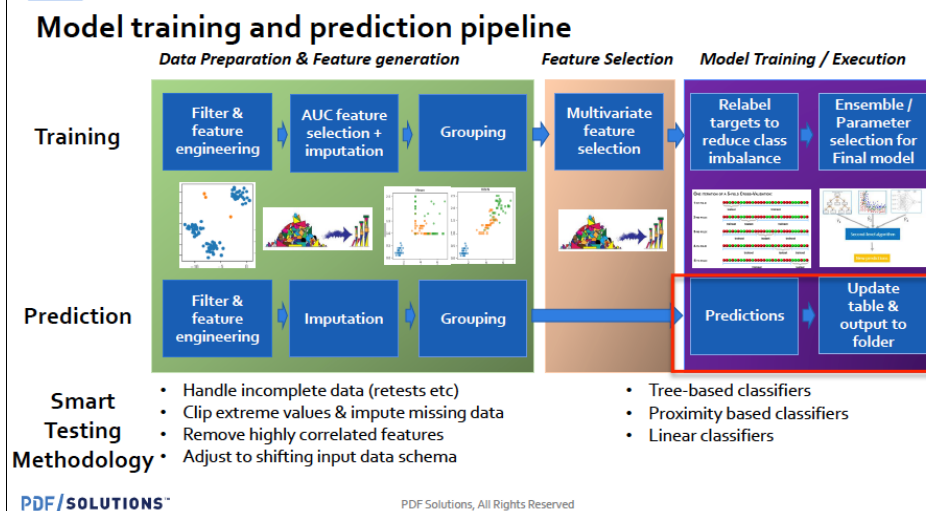 Model training and prediction pipeline
Data Preparation & Feature generation
Feature Selection
Model Training / Execution
Training
Filter &
feature
engineering
AUC feature
selection +
imputation
Grouping
Multivariate
feature
selection
Relabel
targets to
reduce class
imbalance
Ensemble /
Parameter
selection for
Final model
Second level algorithm
Prediction
Filter &
feature
engineering
Imputation
Grouping
Predictions
Update
table &
output to
folder
Smart
Testing
Methodology
• Handle incomplete data (retests etc)
• Clip extreme values & impute missing data
• Remove highly correlated features
• Adjust to shifting input data schema
• Tree-based classifiers
• Proximity based classifiers
• Linear classifiers
PDF/SOLUTIONS™
PDF Solutions, All Rights Reserved